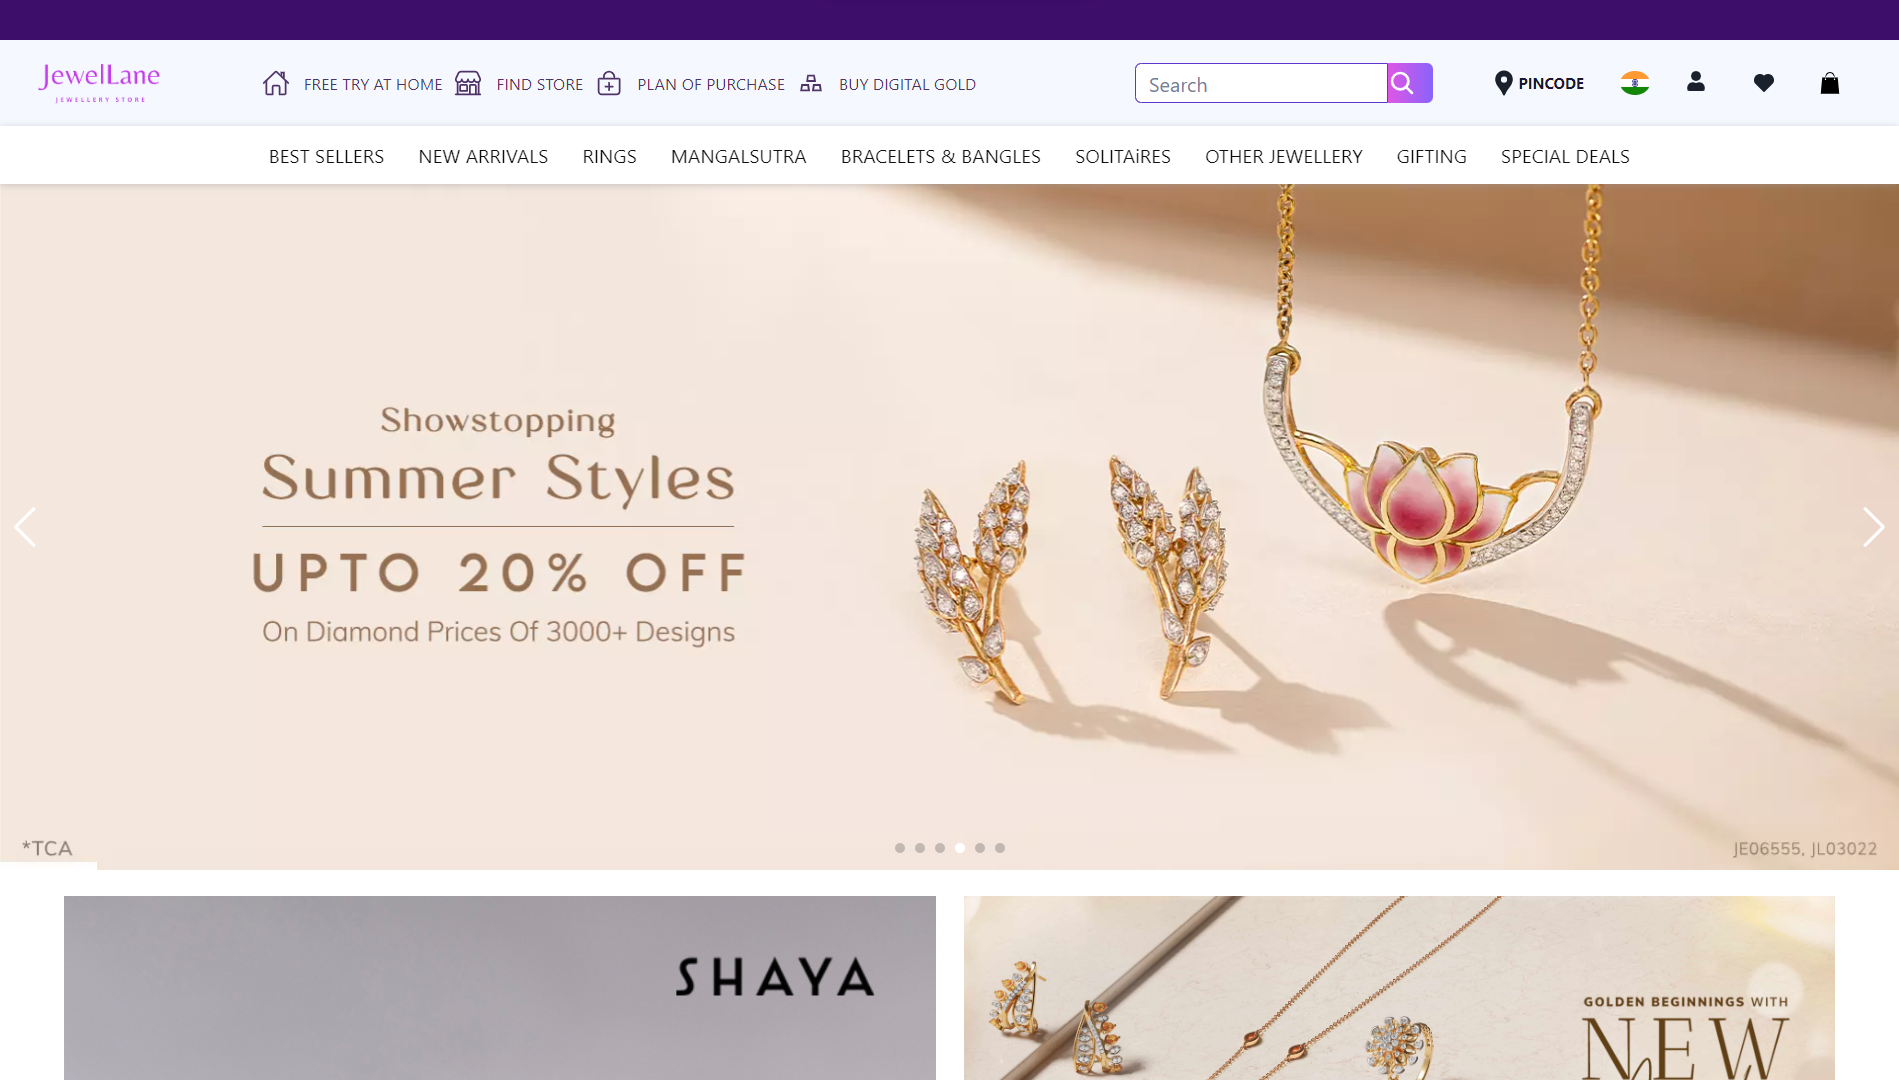 JewelLane
JEWELLERY STORE
FREE TRY AT HOME
FIND STORE
PLAN OF PURCHASE
BUY DIGITAL GOLD
Search
PINCODE
BEST SELLERS
NEW ARRIVALS
RINGS
MANGALSUTRA
BRACELETS & BANGLES
SOLITAiRES
OTHER JEWELLERY
GIFTING
SPECIAL DEALS
Showstopping
Summer Styles
UPTO 20% OFF
On Diamond Prices Of 3000+ Designs
*TCA
JE06555, JL03022
SHAYA
GOLDEN BEGINNINGS WITH
NEW